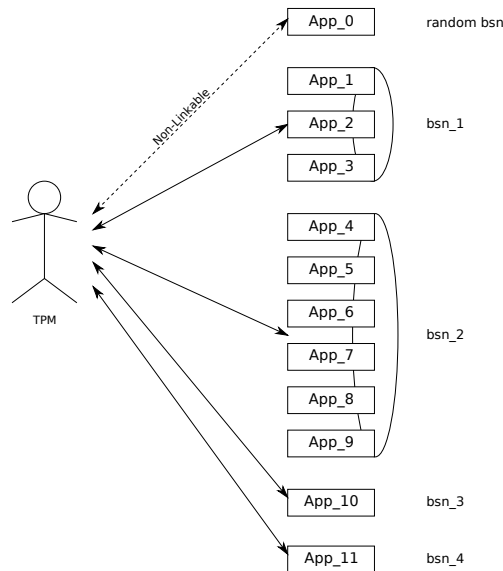 App_0 random bsn
Non-Linkable
App_1
App_2 bsn_1
App_3
App_4
App_5
App_6
bsn_2
App_7
App_8
App_9
App_10 bsn_3
App_11 bsn_4
TPM